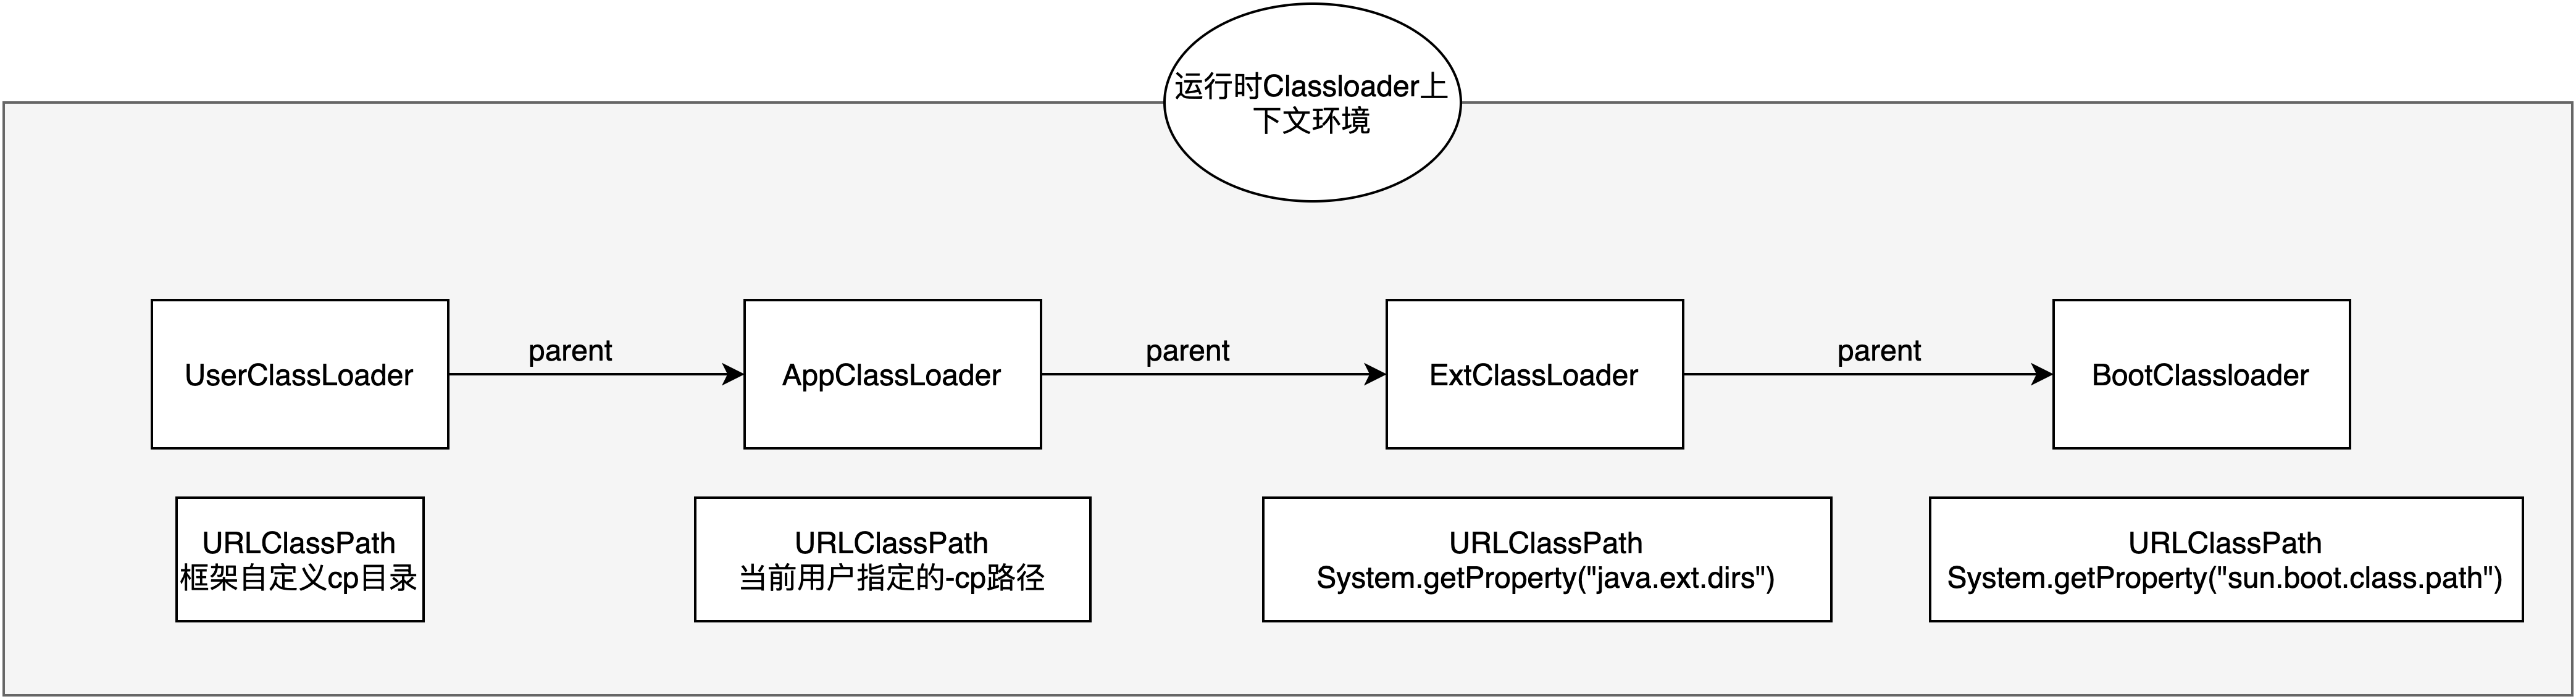 运行时Classloader上
下文环境
parent
parent
parent
UserClassLoader
AppClassLoader
ExtClassLoader
BootClassloader
URLClassPath
框架自定义cp目录
URLClassPath
当前用户指定的-cp路径
URLClassPath
System.getProperty("java.ext.dirs")
URLClassPath
System.getProperty("sun.boot.class.path")